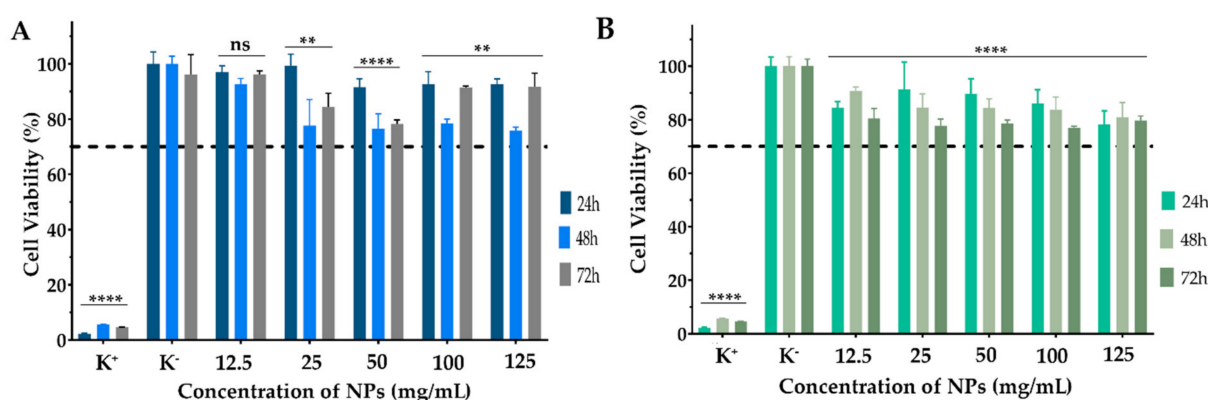 A
ns
**
****
**
100
80
60
40
20
0
****
Cell Viability (%)
K⁺ K⁻ 12.5 25 50 100 125
Concentration of NPs (mg/mL)
24h
48h
72h
B
****
100
80
60
40
20
0
****
Cell Viability (%)
K⁺ K⁻ 12.5 25 50 100 125
Concentration of NPs (mg/mL)
24h
48h
72h